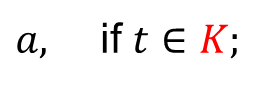 a, if t ∈ K;